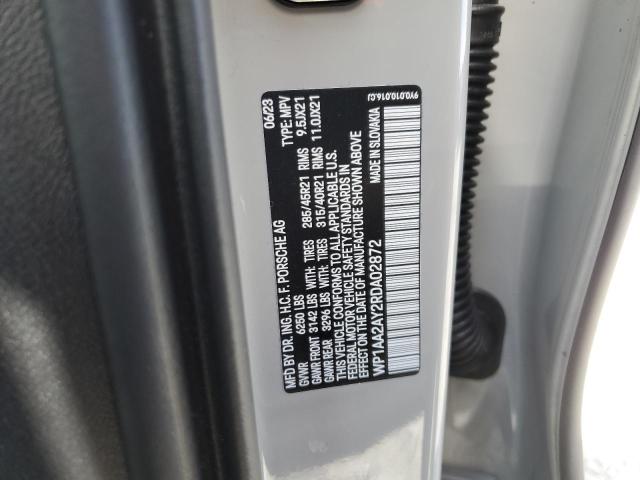 MFD BY DR. ING. H.C. F. PORSCHE AG 06/23
GVWR 6250 LBS TYPE: MPV
GAWR FRONT 3142 LBS WITH: TIRES 285/45R21 RIMS 9.5JX21
GAWR REAR 3296 LBS WITH: TIRES 315/40R21 RIMS 11.0JX21
THIS VEHICLE CONFORMS TO ALL APPLICABLE U.S.
FEDERAL MOTOR VEHICLE SAFETY STANDARDS IN
EFFECT ON DATE OF MANUFACTURE SHOWN ABOVE
WP1AA2AY2RDA02872 MADE IN SLOVAKIA
9Y0.010.016.CJ